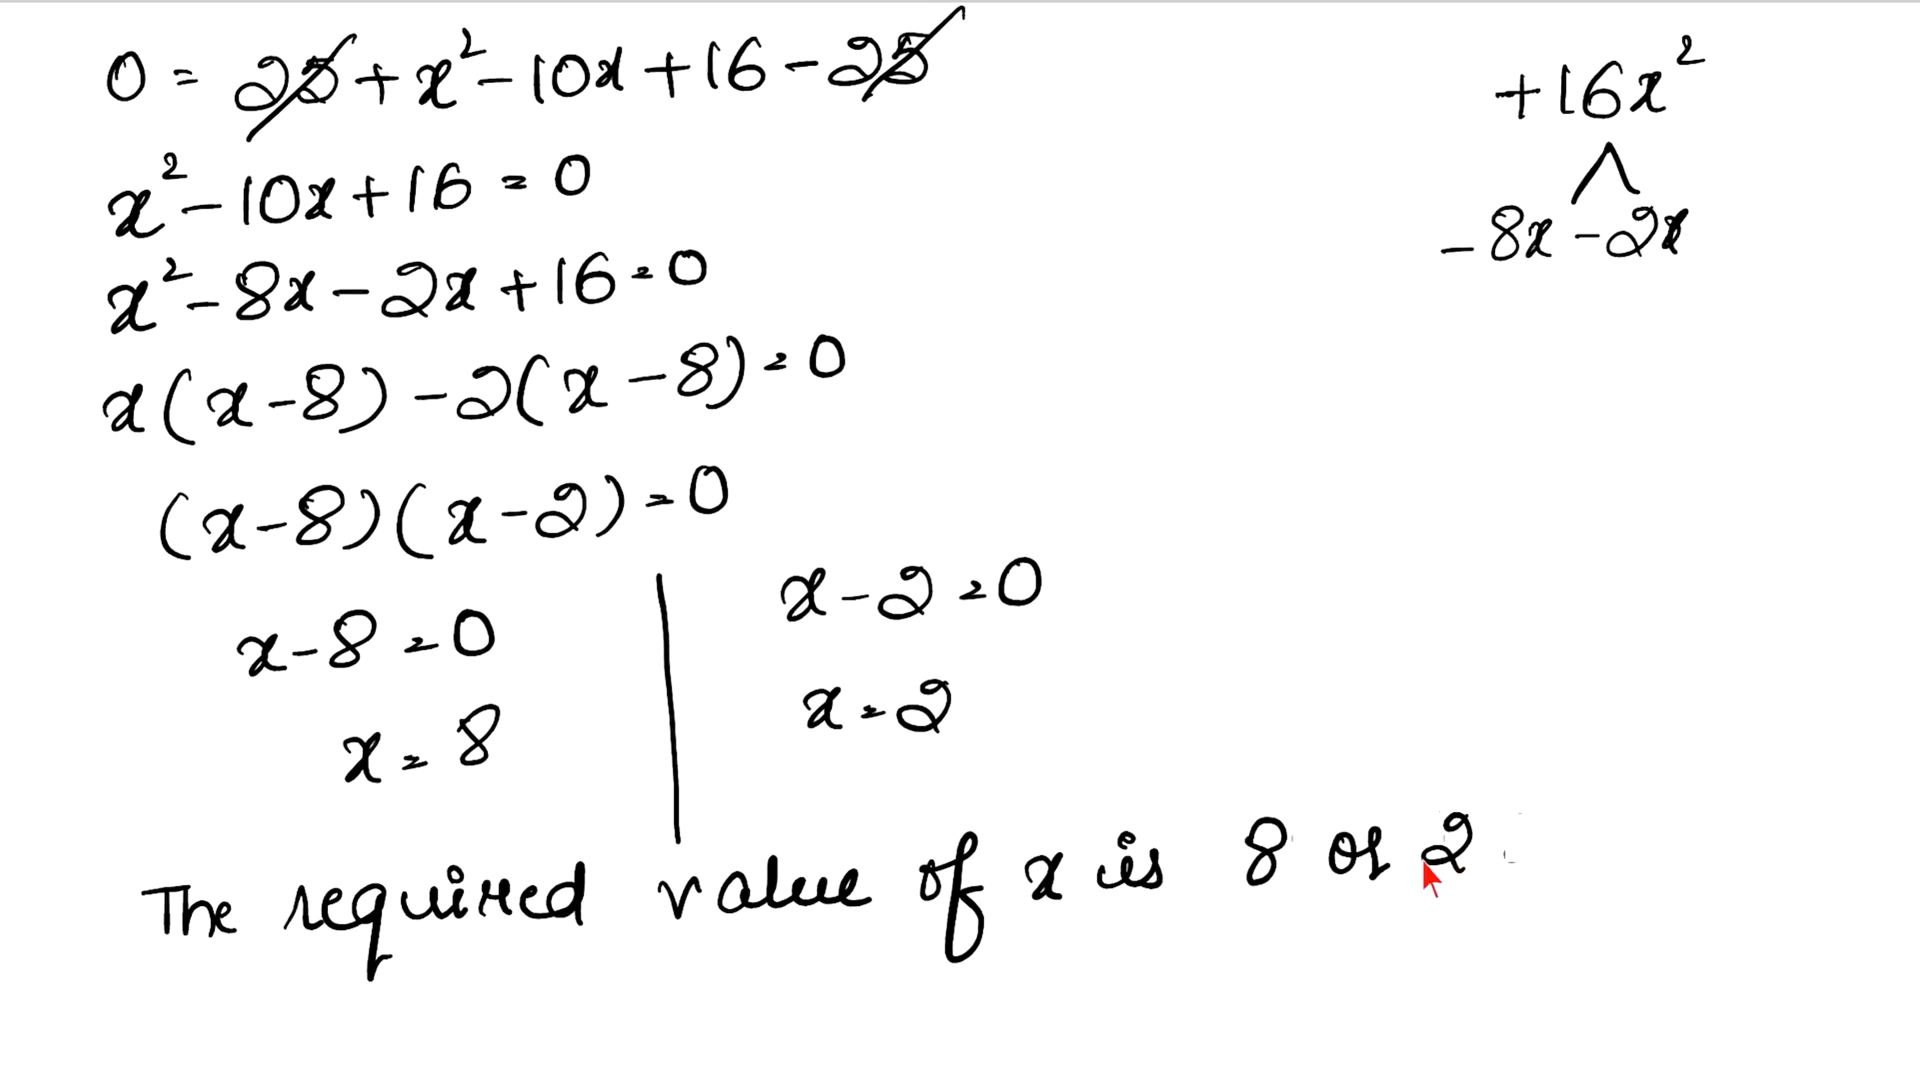 0 = 25 + x² - 10x + 16 - 25
x² - 10x + 16 = 0
x² - 8x - 2x + 16 = 0
x(x - 8) - 2(x - 8) = 0
(x - 8)(x - 2) = 0
x - 8 = 0
x = 8
x - 2 = 0
x = 2
The required value of x is 8 or 2
+16x²
-8x -2x